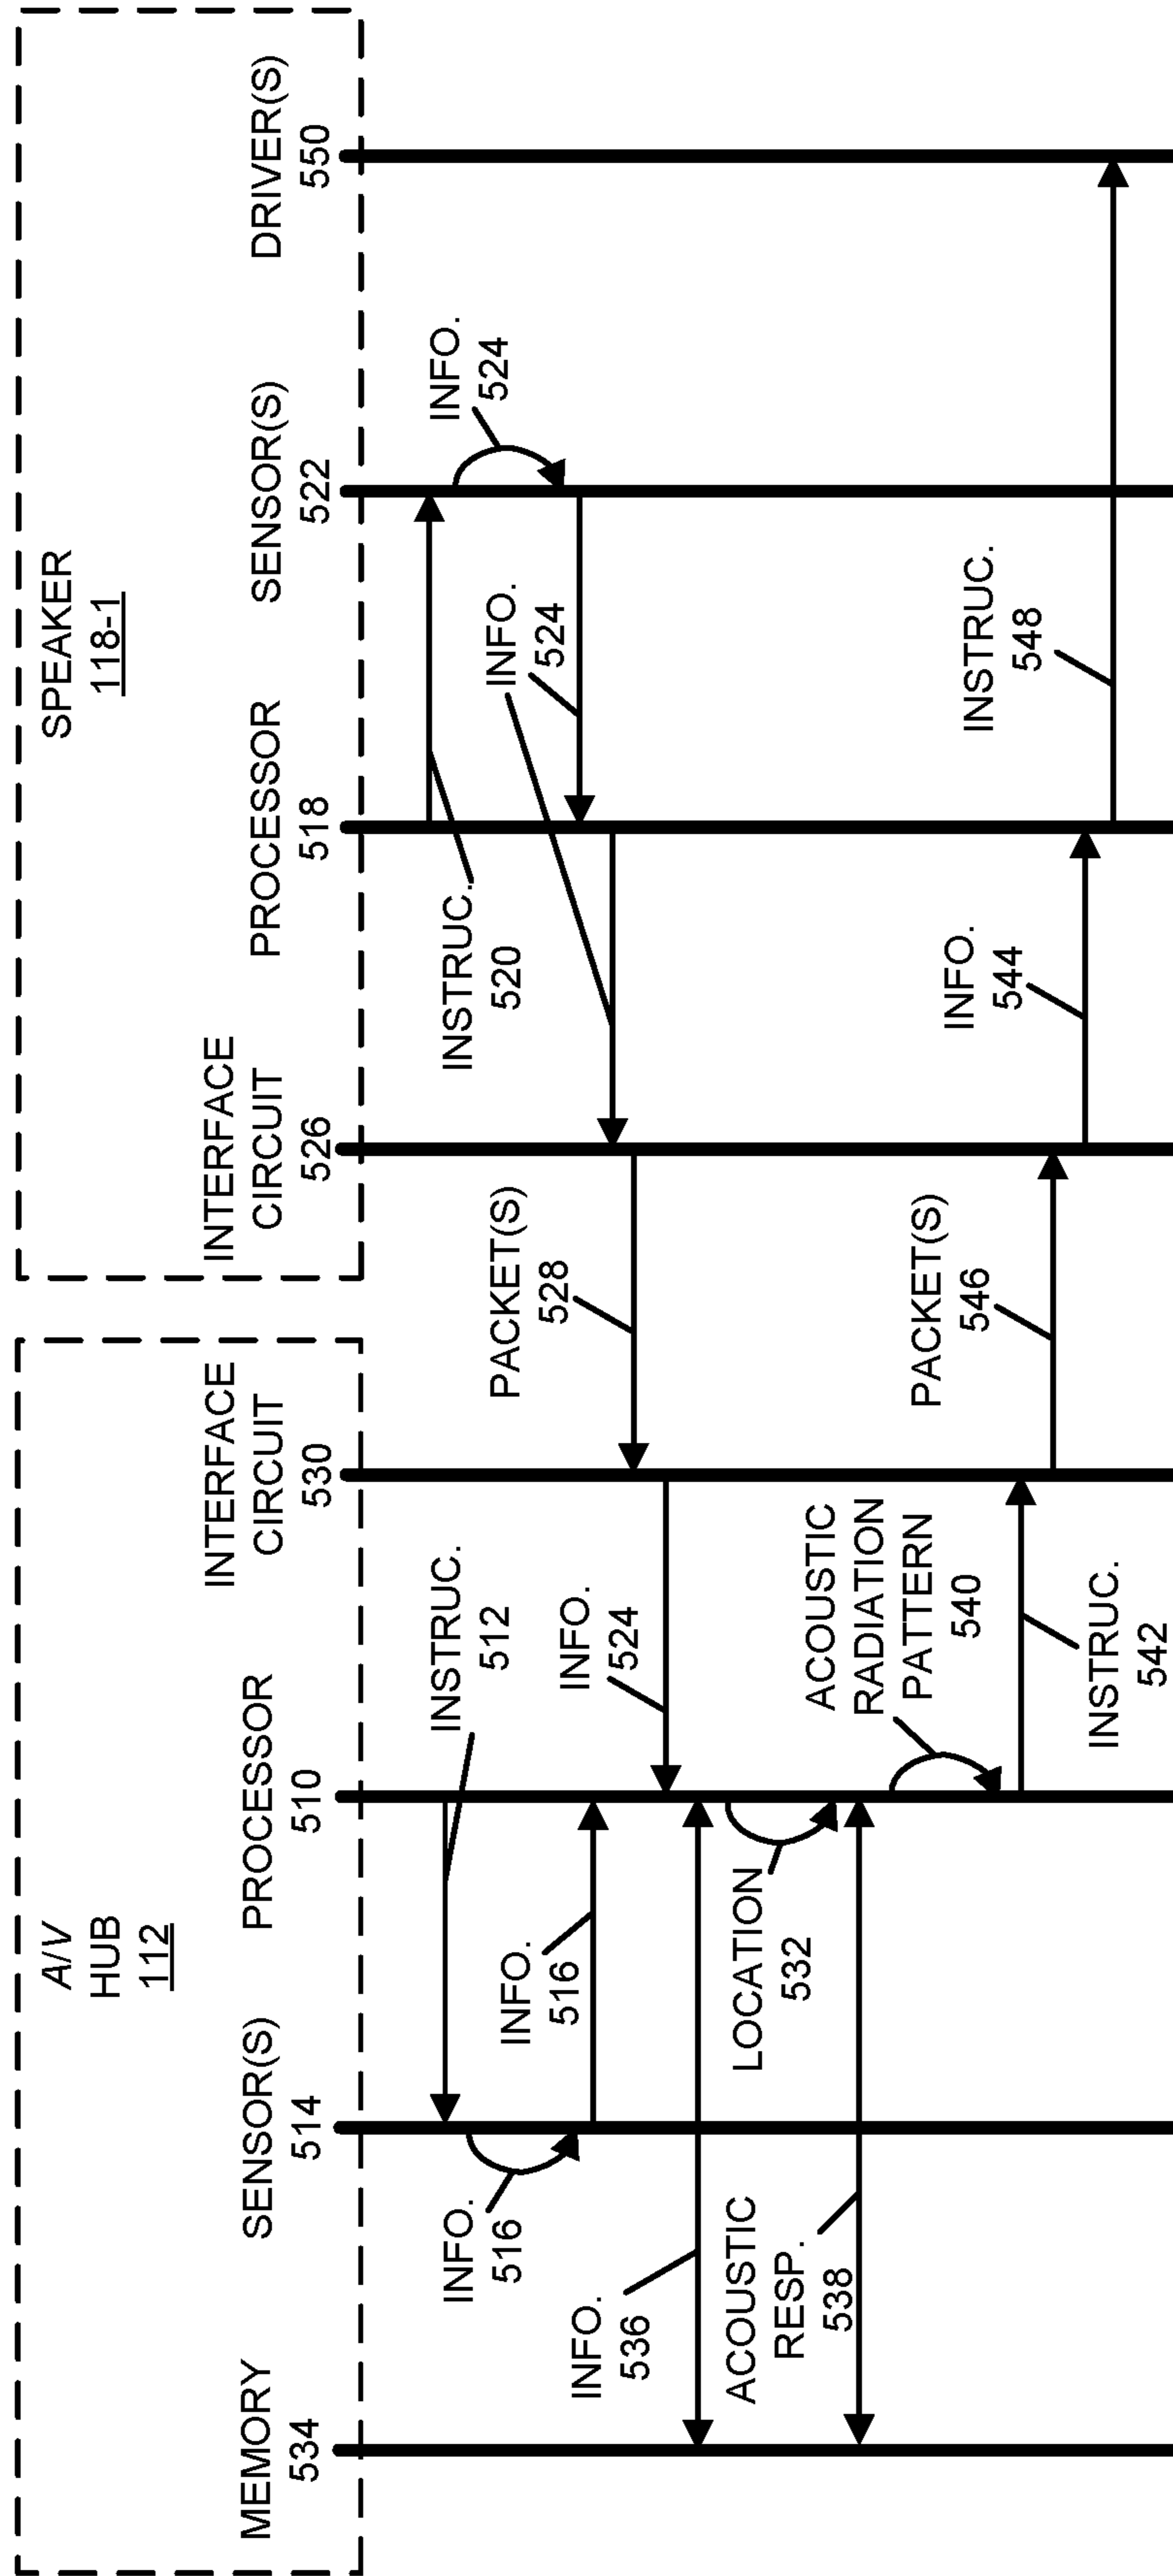 A/V
HUB
112
SPEAKER
118-1
MEMORY
534
SENSOR(S)
514
PROCESSOR
510
INTERFACE
CIRCUIT
530
INTERFACE
CIRCUIT
526
PROCESSOR
518
SENSOR(S)
522
DRIVER(S)
550
INSTRUC.
512
INSTRUC.
520
INFO.
524
INFO.
516
INFO.
516
INFO.
524
PACKET(S)
528
INFO.
524
INFO.
536
LOCATION
532
ACOUSTIC
RESP.
538
ACOUSTIC
RADIATION
PATTERN
540
INSTRUC.
542
PACKET(S)
546
INFO.
544
INSTRUC.
548